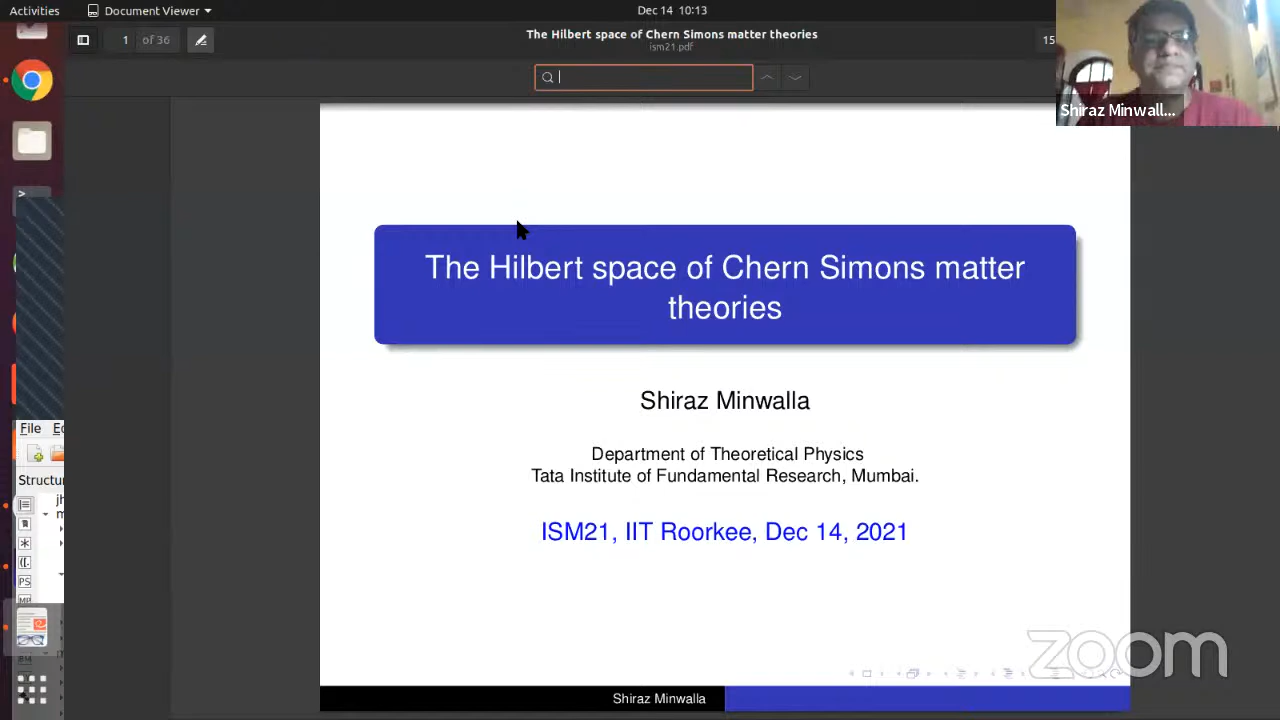 Activities
Document Viewer
Dec 14 10:13
1 of 36
The Hilbert space of Chern Simons matter theories
ism21.pdf
15
Shiraz Minwall...
The Hilbert space of Chern Simons matter
theories
Shiraz Minwalla
Department of Theoretical Physics
Tata Institute of Fundamental Research, Mumbai.
ISM21, IIT Roorkee, Dec 14, 2021
File
Structu
PS
zoom
Shiraz Minwalla